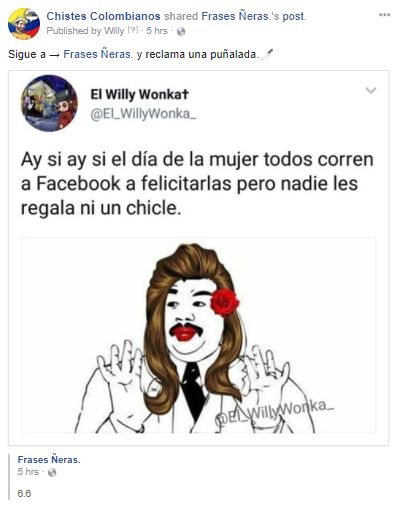 Chistes Colombianos shared Frases Ñeras.'s post.
Published by Willy [?] · 5 hrs ·
Sigue a → Frases Ñeras. y reclama una puñalada.
El Willy Wonka†
@El_WillyWonka_
Ay si ay si el día de la mujer todos corren
a Facebook a felicitarlas pero nadie les
regala ni un chicle.
@El_WillyWonka_
Frases Ñeras.
5 hrs ·
6.6